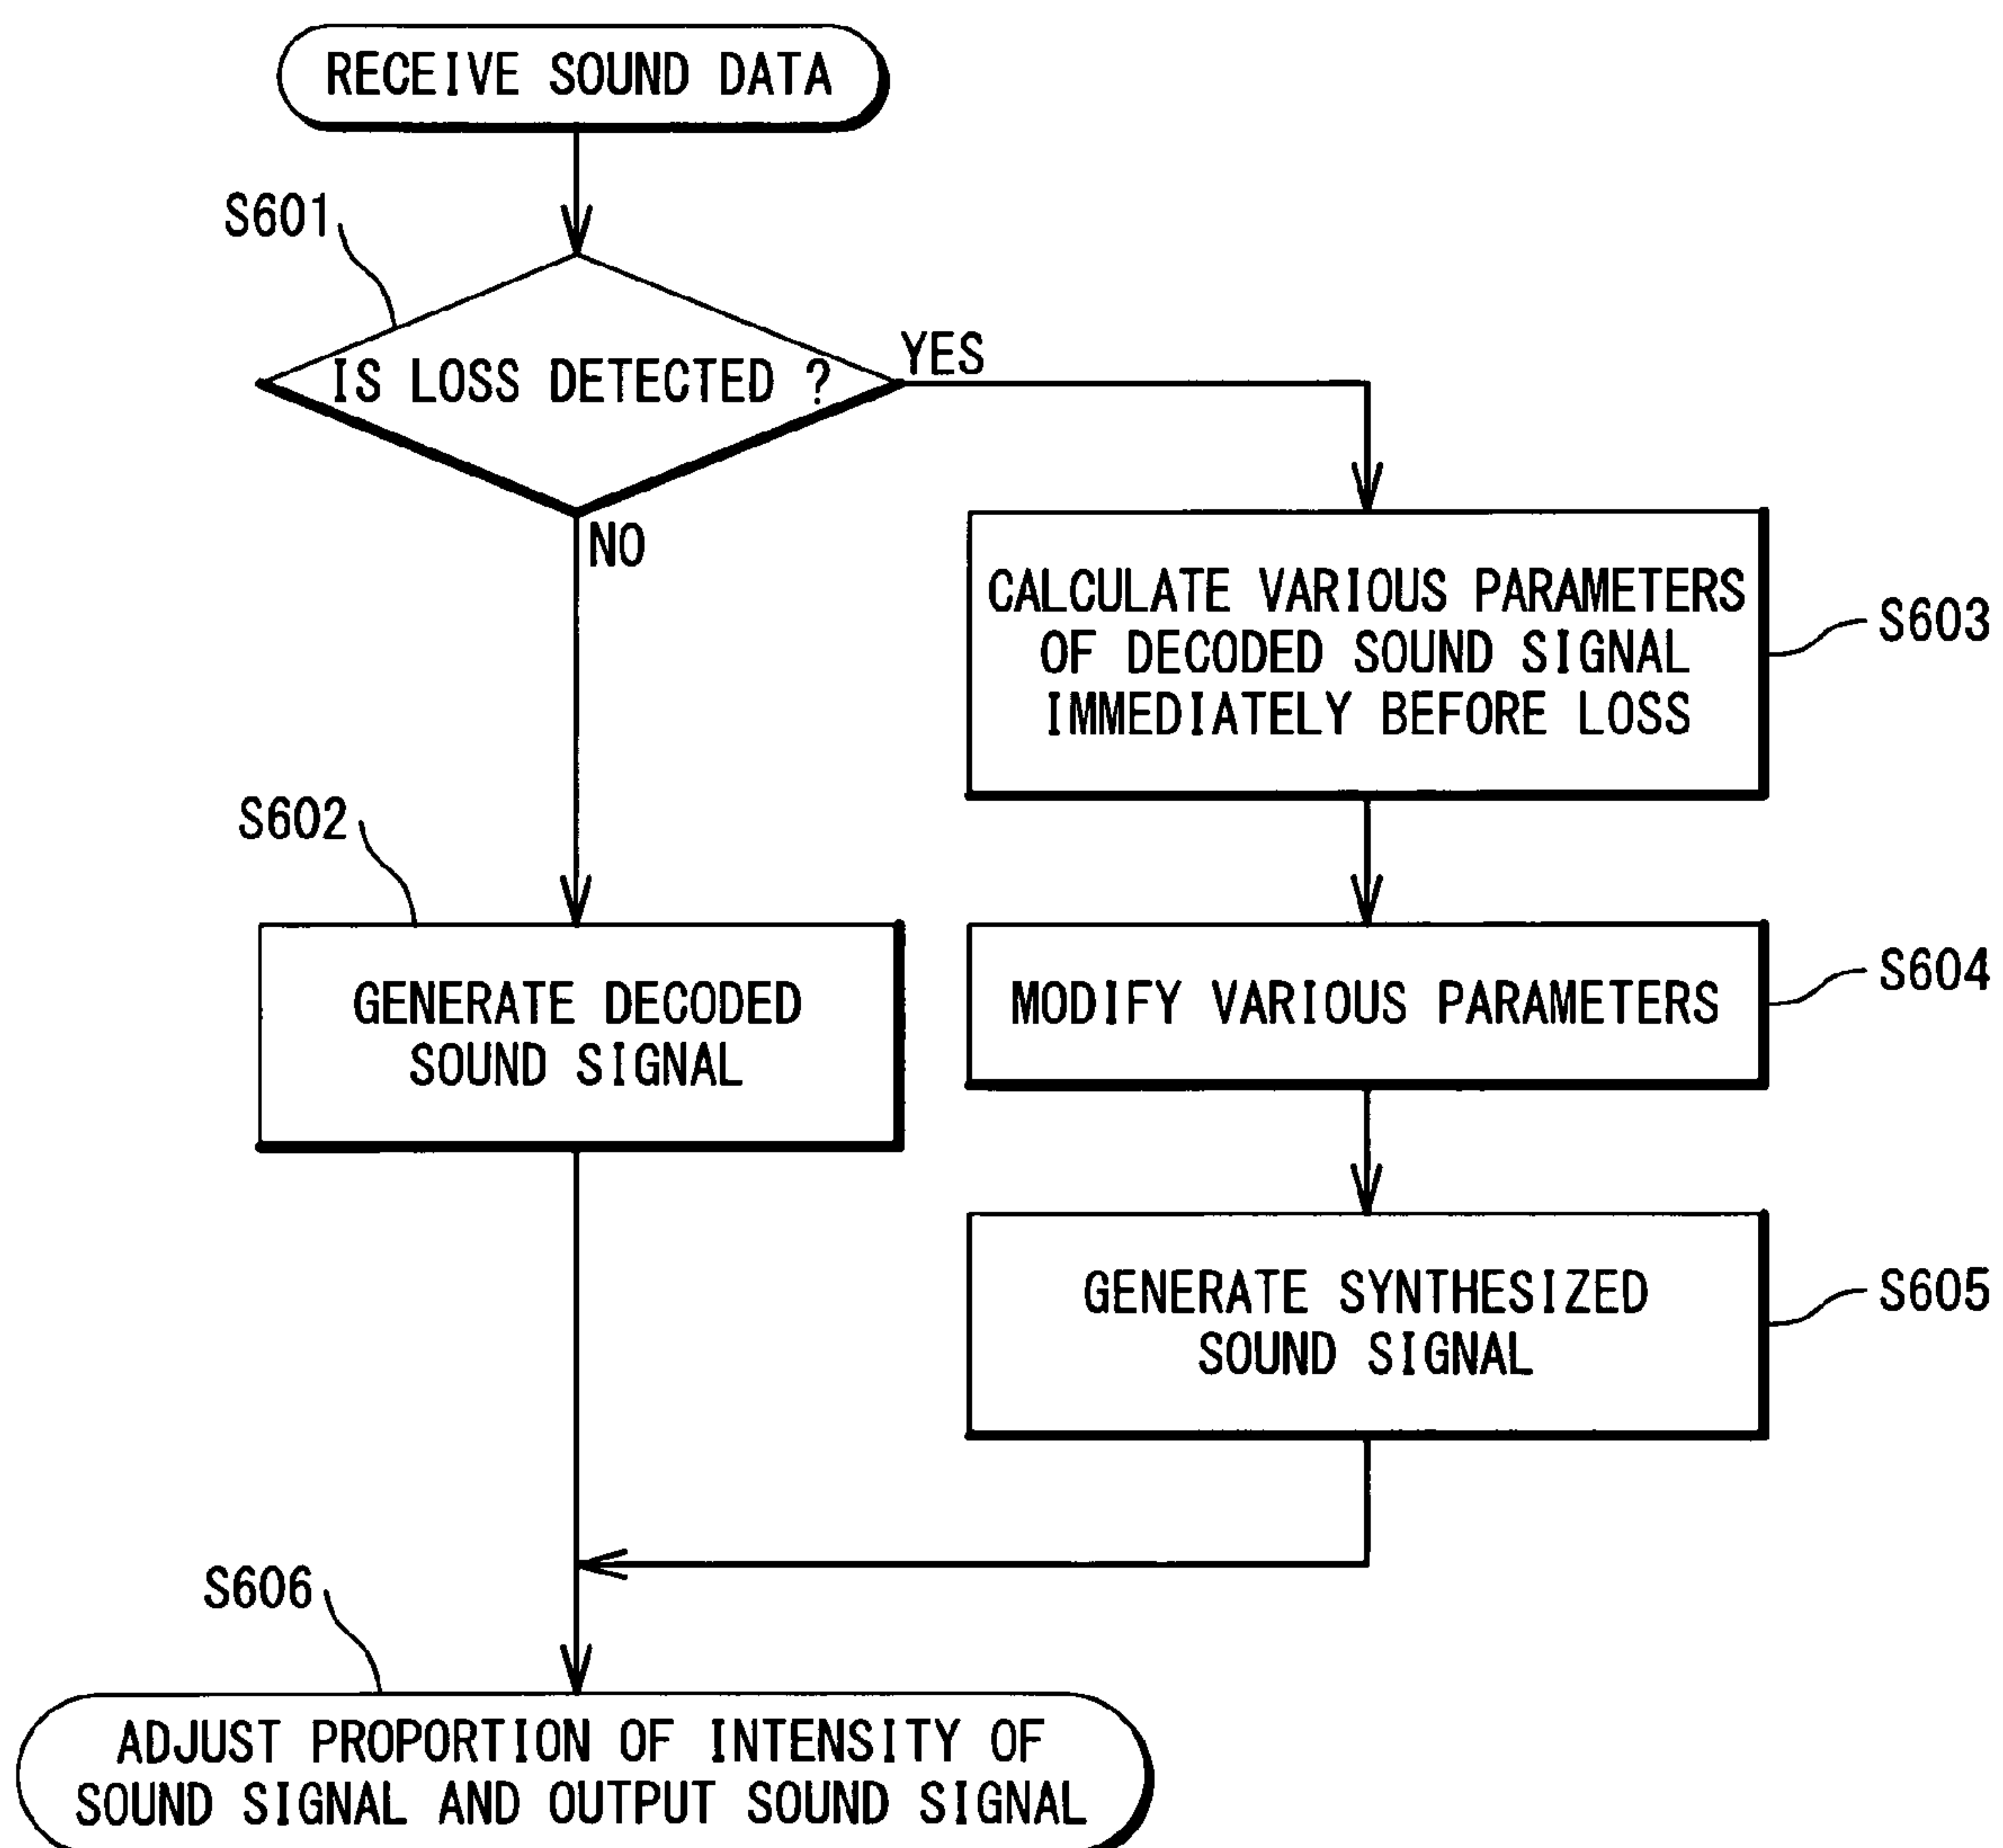 RECEIVE SOUND DATA
S601
IS LOSS DETECTED ?
YES
NO
CALCULATE VARIOUS PARAMETERS
OF DECODED SOUND SIGNAL
IMMEDIATELY BEFORE LOSS
S603
S602
GENERATE DECODED
SOUND SIGNAL
MODIFY VARIOUS PARAMETERS
S604
GENERATE SYNTHESIZED
SOUND SIGNAL
S605
S606
ADJUST PROPORTION OF INTENSITY OF
SOUND SIGNAL AND OUTPUT SOUND SIGNAL